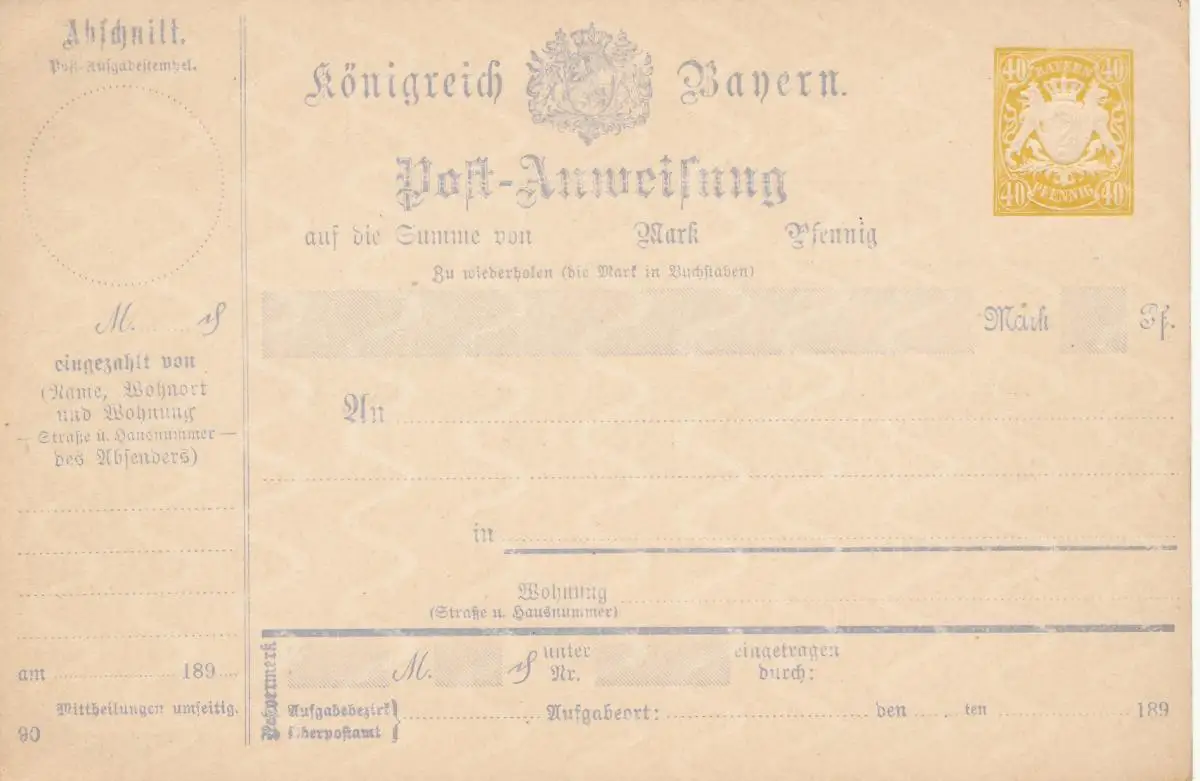 Abschnitt.
Post-Aufgabestempel.
M. ₰
eingezahlt von
(Name, Wohnort
und Wohnung
— Straße u. Hausnummer —
des Absenders)
am 189
Mittheilungen umseitig.
90
Königreich Bayern.
40 BAYERN 40
40 PFENNIG 40
Post-Anweisung
auf die Summe von Mark Pfennig
Zu wiederholen (die Mark in Buchstaben)
Mark Pf.
An
in
Wohnung
(Straße u. Hausnummer)
M. ₰ unter Nr. eingetragen durch:
Aufgabebezirk
Oberpostamt
Aufgabeort: den ten 189